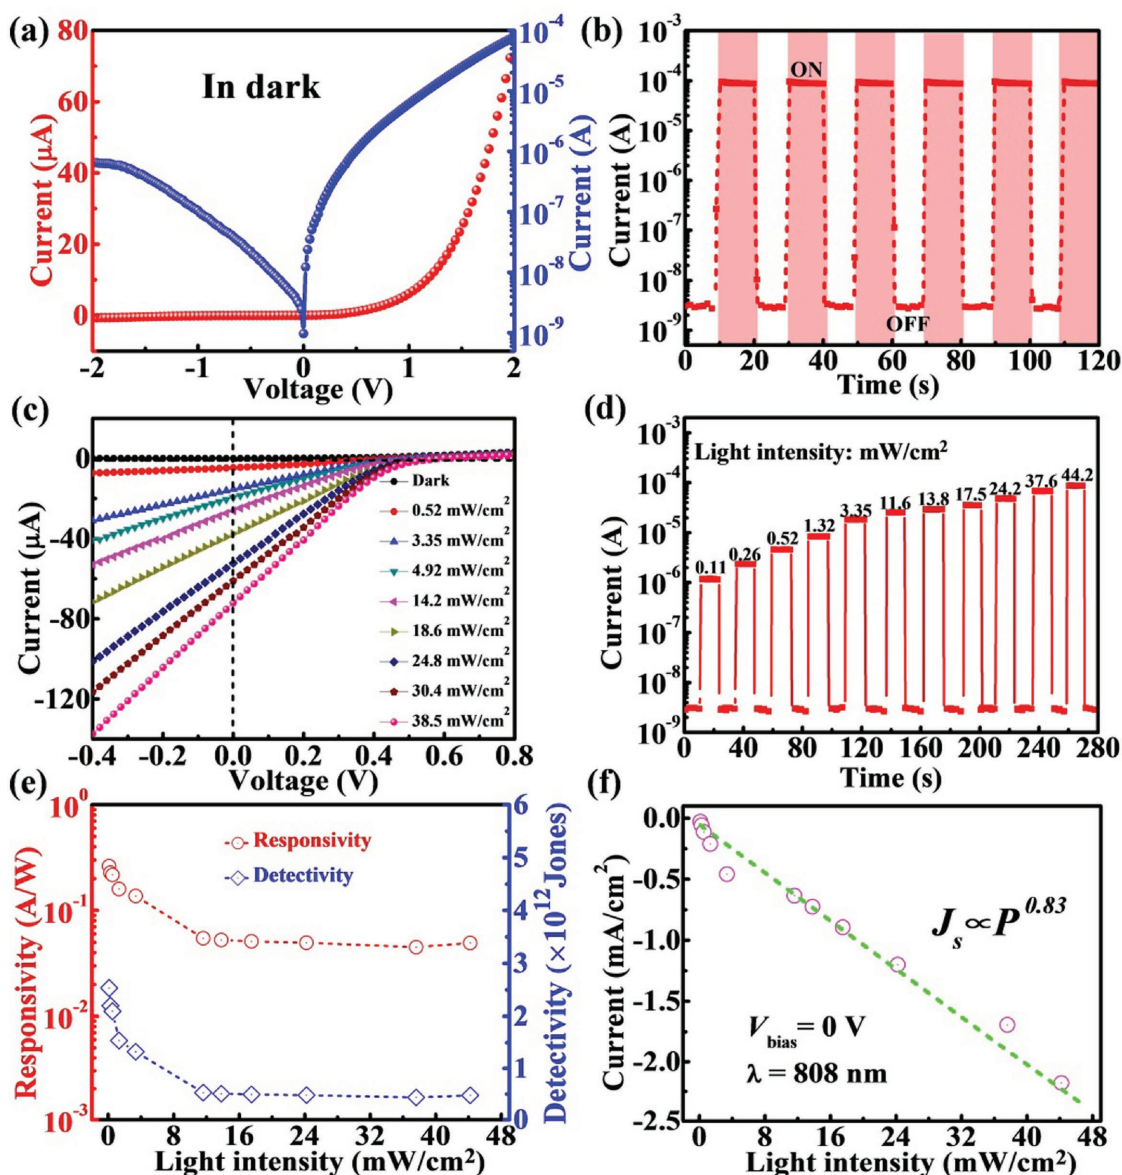 (a)
In dark
Current (μA)
80
60
40
20
0
-2
-1
0
1
2
Voltage (V)
10⁻⁴
10⁻⁵
10⁻⁶
10⁻⁷
10⁻⁸
10⁻⁹
Current (A)
(b)
ON
OFF
Current (A)
10⁻³
10⁻⁴
10⁻⁵
10⁻⁶
10⁻⁷
10⁻⁸
10⁻⁹
0
20
40
60
80
100
120
Time (s)
(c)
Current (μA)
0
-40
-80
-120
Dark
0.52 mW/cm²
3.35 mW/cm²
4.92 mW/cm²
14.2 mW/cm²
18.6 mW/cm²
24.8 mW/cm²
30.4 mW/cm²
38.5 mW/cm²
-0.4
-0.2
0.0
0.2
0.4
0.6
0.8
Voltage (V)
(d)
Light intensity: mW/cm²
Current (A)
10⁻³
10⁻⁴
10⁻⁵
10⁻⁶
10⁻⁷
10⁻⁸
10⁻⁹
0.11
0.26
0.52
1.32
3.35
11.6
13.8
17.5
24.2
37.6
44.2
0
40
80
120
160
200
240
280
Time (s)
(e)
Responsivity (A/W)
10⁰
10⁻¹
10⁻²
10⁻³
Responsivity
Detectivity
6
5
4
3
2
1
0
Detectivity (×10¹²Jones)
0
8
16
24
32
40
48
Light intensity (mW/cm²)
(f)
Current (mA/cm²)
0.0
-0.5
-1.0
-1.5
-2.0
-2.5
Jₛ∝P⁰·⁸³
V_bias = 0 V
λ = 808 nm
0
8
16
24
32
40
48
Light intensity (mW/cm²)